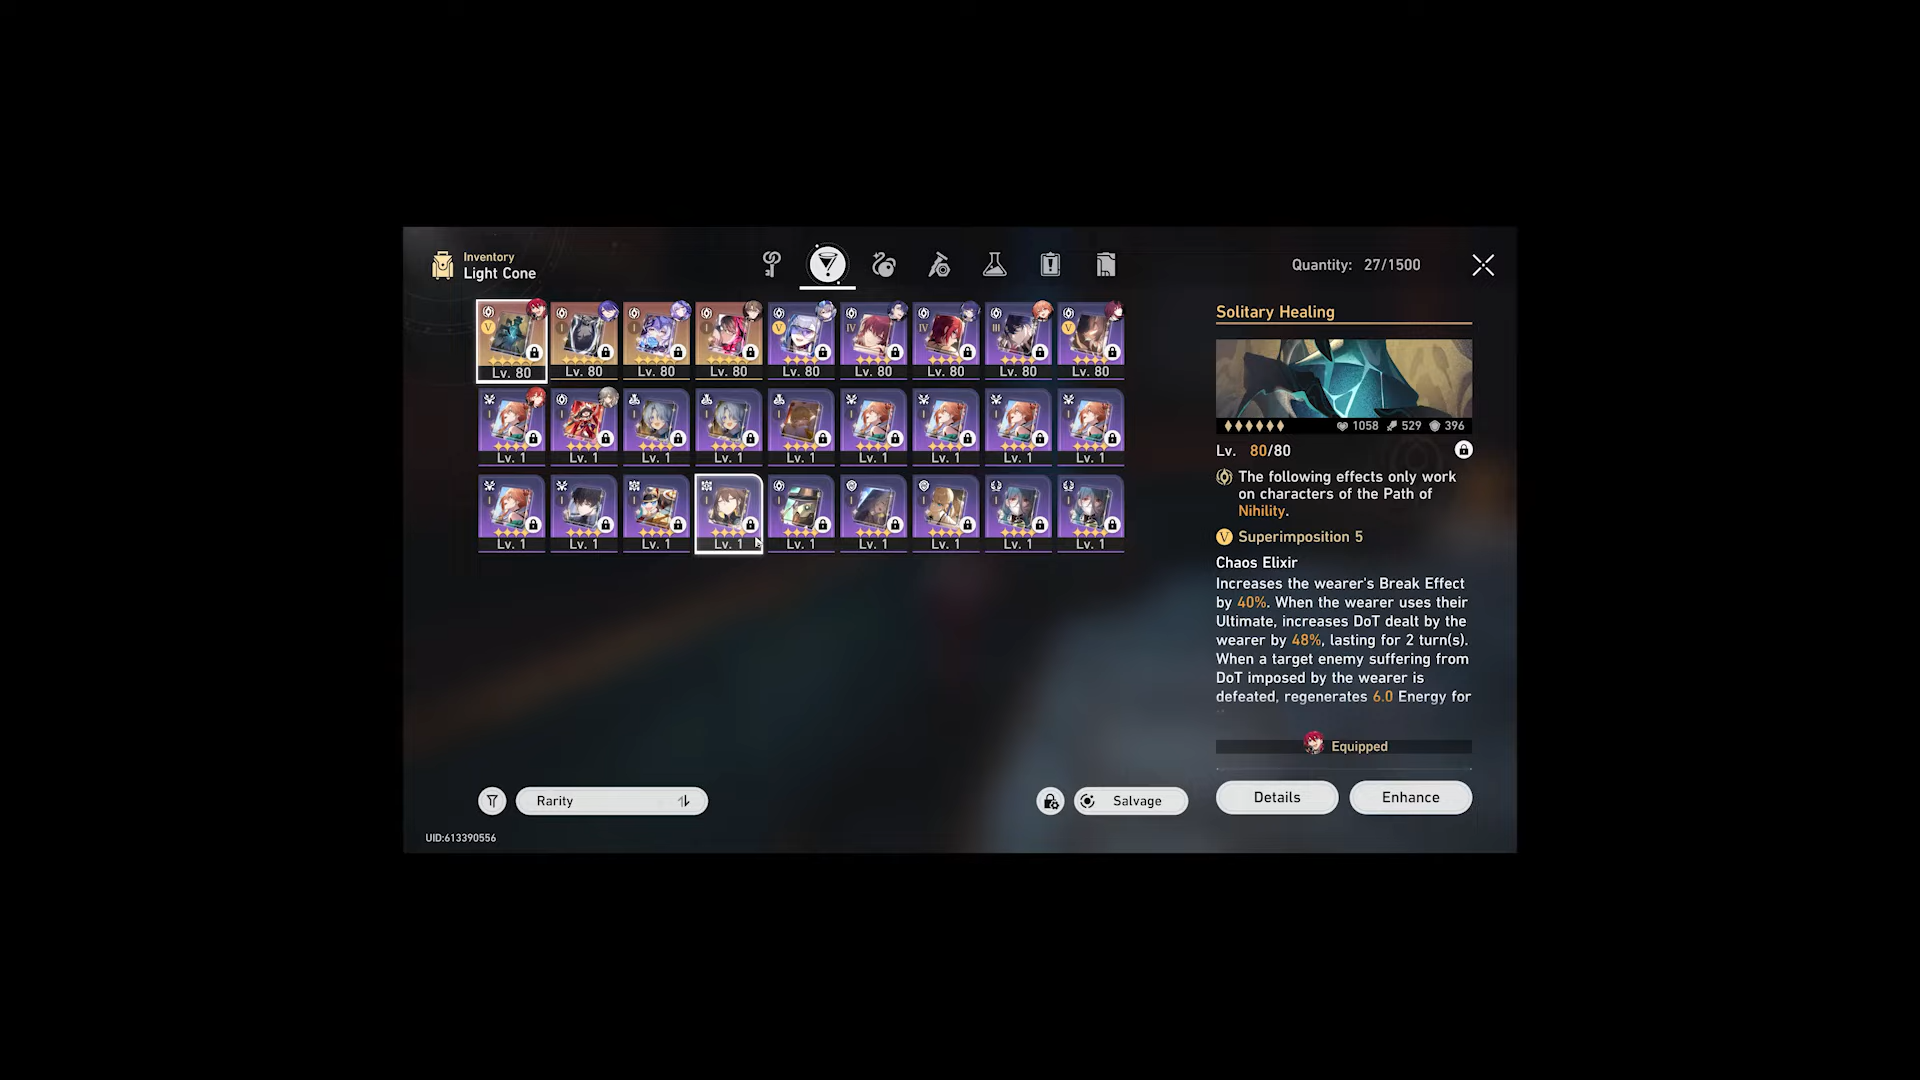 Inventory
Light Cone
Quantity: 27/1500
V
I
I
I
V
IV
IV
III
V
Lv. 80
Lv. 80
Lv. 80
Lv. 80
Lv. 80
Lv. 80
Lv. 80
Lv. 80
Lv. 80
I
I
I
I
I
I
I
I
I
Lv. 1
Lv. 1
Lv. 1
Lv. 1
Lv. 1
Lv. 1
Lv. 1
Lv. 1
Lv. 1
I
I
I
I
I
I
I
I
I
Lv. 1
Lv. 1
Lv. 1
Lv. 1
Lv. 1
Lv. 1
Lv. 1
Lv. 1
Lv. 1
Solitary Healing
1058 529 396
Lv. 80/80
The following effects only work
on characters of the Path of
Nihility.
V Superimposition 5
Chaos Elixir
Increases the wearer's Break Effect
by 40%. When the wearer uses their
Ultimate, increases DoT dealt by the
wearer by 48%, lasting for 2 turn(s).
When a target enemy suffering from
DoT imposed by the wearer is
defeated, regenerates 6.0 Energy for
Equipped
Rarity
Salvage
Details
Enhance
UID:613390556